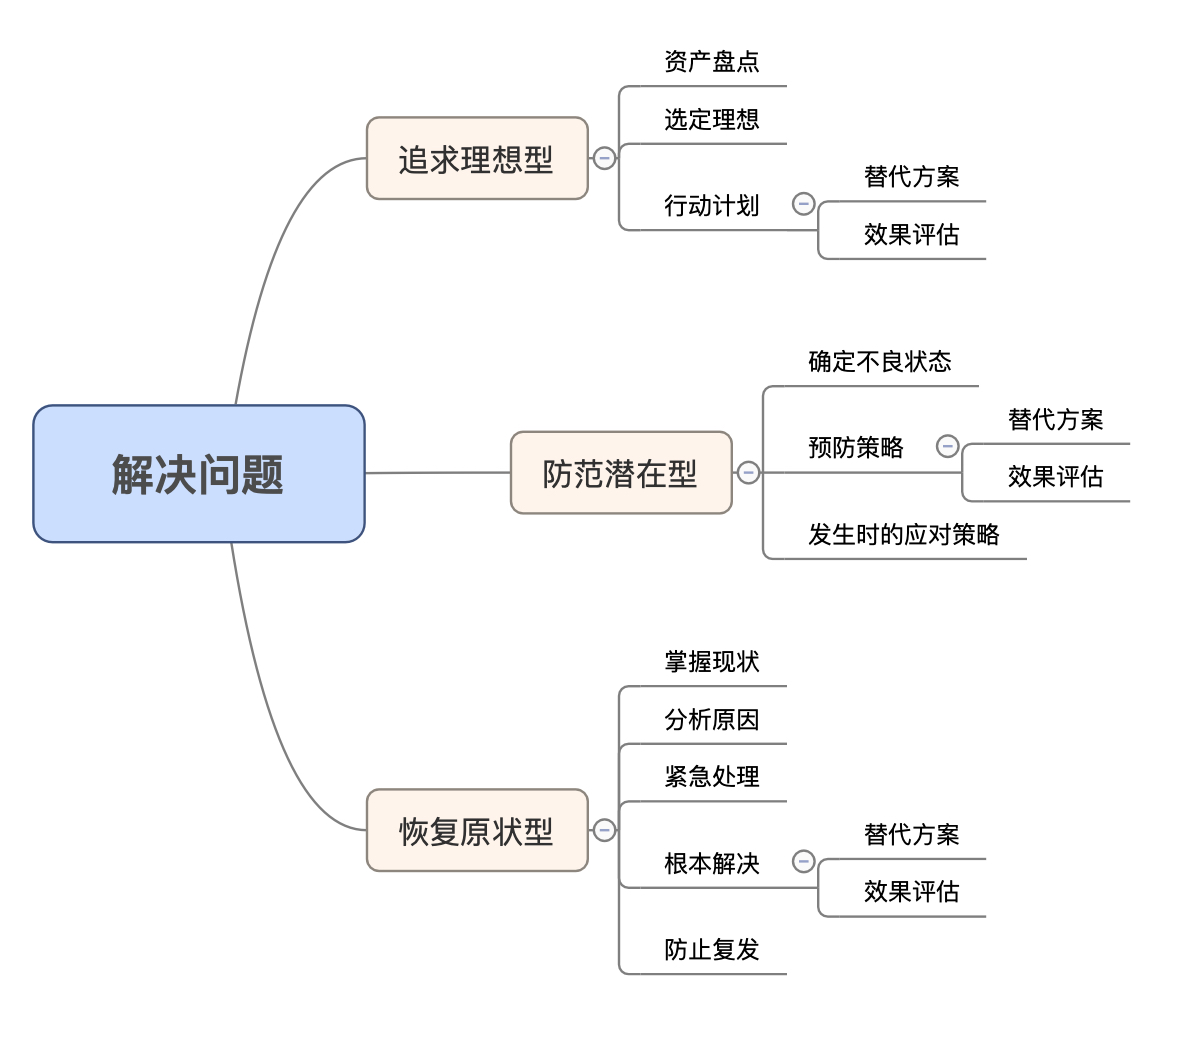 解决问题
追求理想型
资产盘点
选定理想
行动计划
替代方案
效果评估
防范潜在型
确定不良状态
预防策略
替代方案
效果评估
发生时的应对策略
恢复原状型
掌握现状
分析原因
紧急处理
根本解决
替代方案
效果评估
防止复发